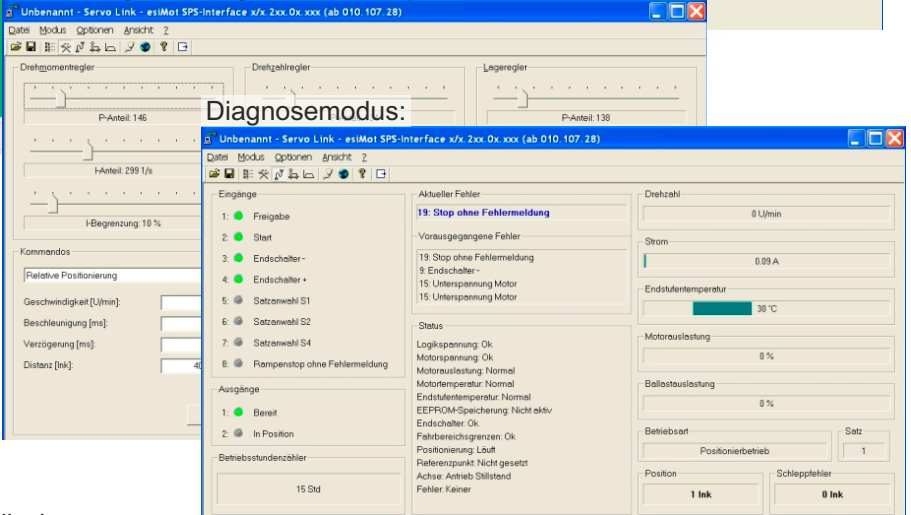 Unbenannt - Servo Link - esiMot SPS-Interface x/x.2xx.0x.xxx (ab 010.107.28)
Datei Modus Optionen Ansicht ?
Drehmomentregler
Drehzahlregler
Lageregler
P-Anteil: 146
P-Anteil: 138
I-Anteil: 299 1/s
I-Begrenzung: 10 %
Kommandos
Relative Positionierung
Geschwindigkeit [U/min]:
Beschleunigung [ms]:
Verzögerung [ms]:
Distanz [Ink]:
Diagnosemodus:
Unbenannt - Servo Link - esiMot SPS-Interface x/x.2xx.0x.xxx (ab 010.107.28)
Datei Modus Optionen Ansicht ?
Eingänge
1: Freigabe
2: Start
3: Endschalter -
4: Endschalter +
5: Satzanwahl S1
6: Satzanwahl S2
7: Satzanwahl S4
8: Rampenstop ohne Fehlermeldung
Ausgänge
1: Bereit
2: In Position
Betriebsstundenzähler
15 Std
Aktueller Fehler
19: Stop ohne Fehlermeldung
Vorausgegangene Fehler
19: Stop ohne Fehlermeldung
9: Endschalter -
15: Unterspannung Motor
15: Unterspannung Motor
Status
Logikspannung: Ok
Motorspannung: Ok
Motorauslastung: Normal
Motortemperatur: Normal
Endstufentemperatur: Normal
EEPROM-Speicherung: Nicht aktiv
Endschalter: Ok
Fahrbereichsgrenzen: Ok
Positionierung: Läuft
Referenzpunkt: Nicht gesetzt
Achse: Antrieb Stillstand
Fehler: Keiner
Drehzahl
0 U/min
Strom
0.09 A
Endstufentemperatur
30 °C
Motorauslastung
0 %
Ballastauslastung
0 %
Betriebsart
Positionierbetrieb
Satz
1
Position
1 Ink
Schleppfehler
0 Ink